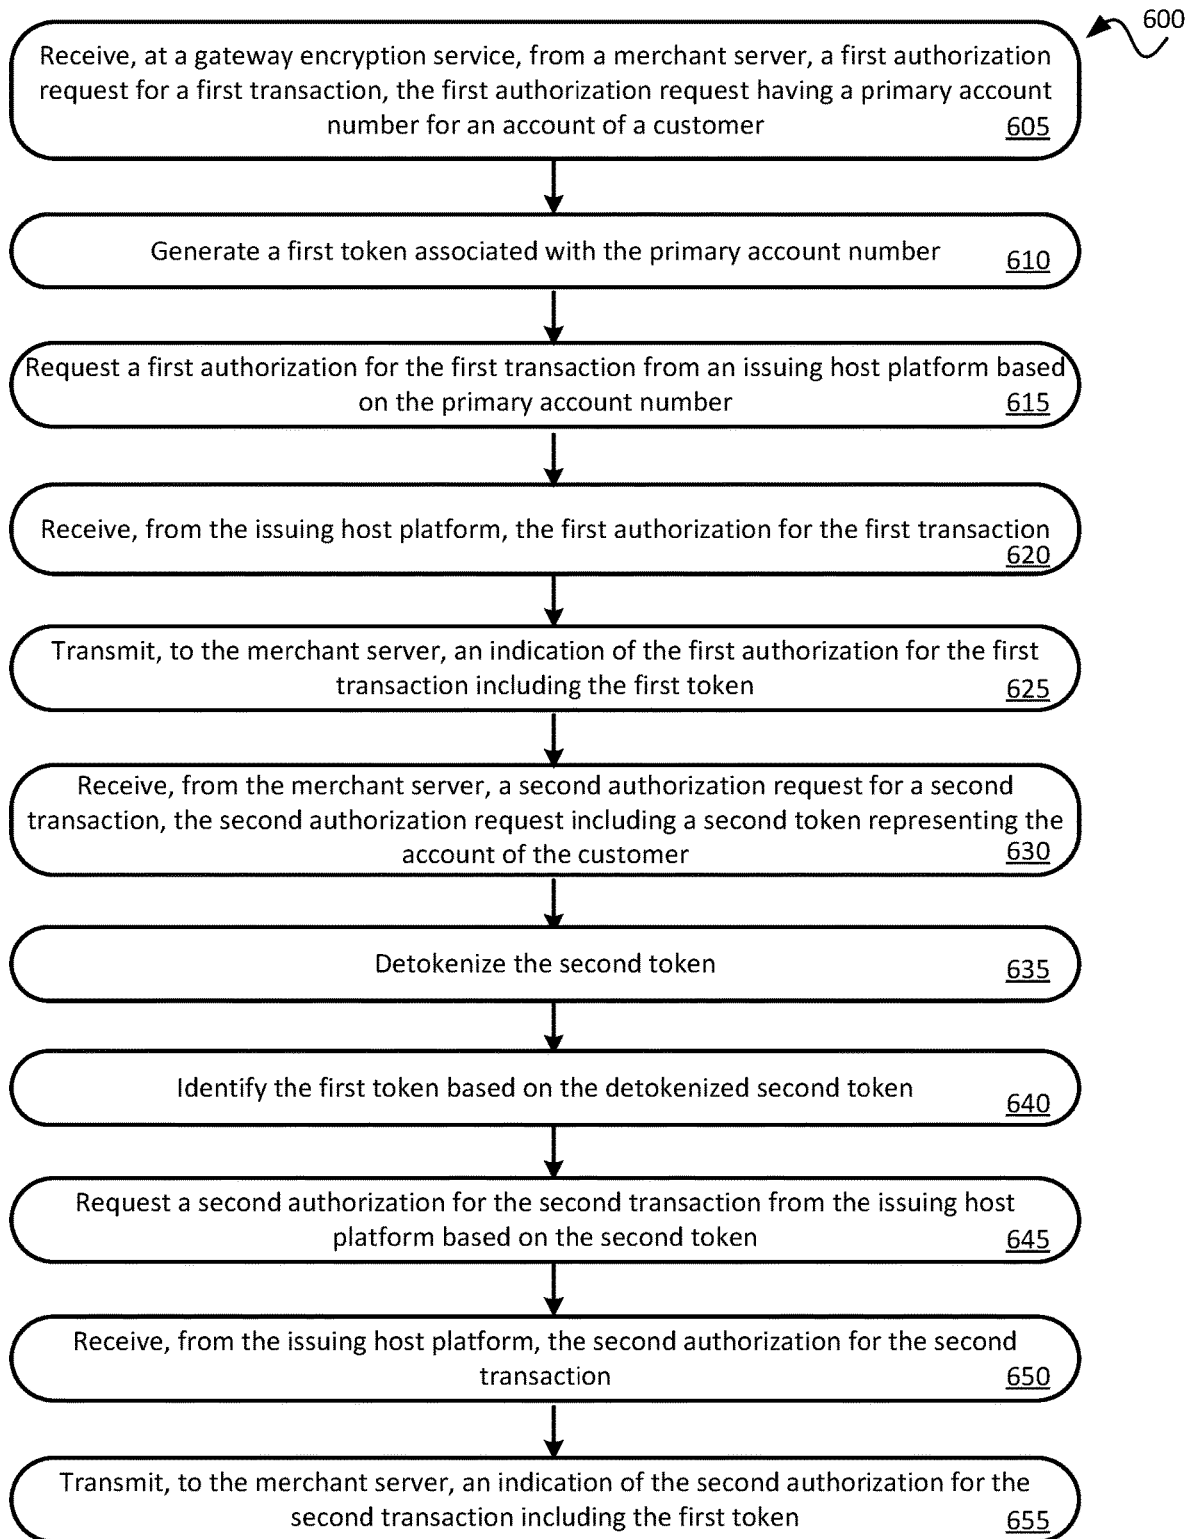 600
Receive, at a gateway encryption service, from a merchant server, a first authorization
request for a first transaction, the first authorization request having a primary account
number for an account of a customer
605
Generate a first token associated with the primary account number
610
Request a first authorization for the first transaction from an issuing host platform based
on the primary account number
615
Receive, from the issuing host platform, the first authorization for the first transaction
620
Transmit, to the merchant server, an indication of the first authorization for the first
transaction including the first token
625
Receive, from the merchant server, a second authorization request for a second
transaction, the second authorization request including a second token representing the
account of the customer
630
Detokenize the second token
635
Identify the first token based on the detokenized second token
640
Request a second authorization for the second transaction from the issuing host
platform based on the second token
645
Receive, from the issuing host platform, the second authorization for the second
transaction
650
Transmit, to the merchant server, an indication of the second authorization for the
second transaction including the first token
655